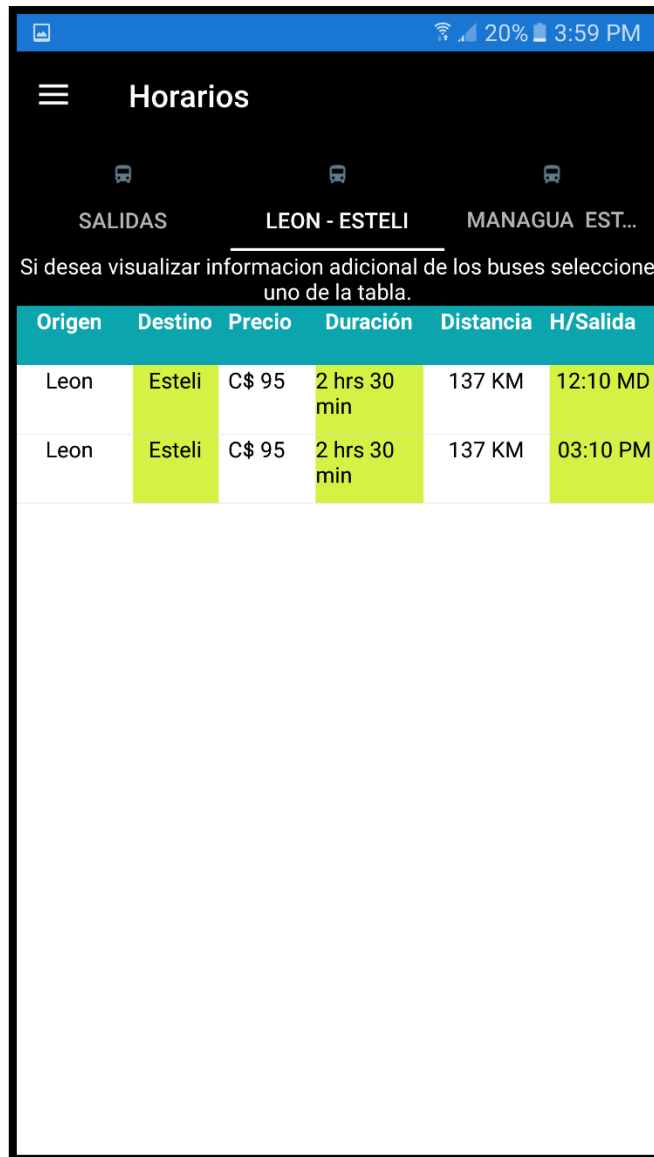 20% 3:59 PM
Horarios
SALIDAS LEON - ESTELI MANAGUA EST...
Si desea visualizar informacion adicional de los buses seleccione
uno de la tabla.
Origen Destino Precio Duración Distancia H/Salida
Leon Esteli C$ 95 2 hrs 30 min 137 KM 12:10 MD
Leon Esteli C$ 95 2 hrs 30 min 137 KM 03:10 PM